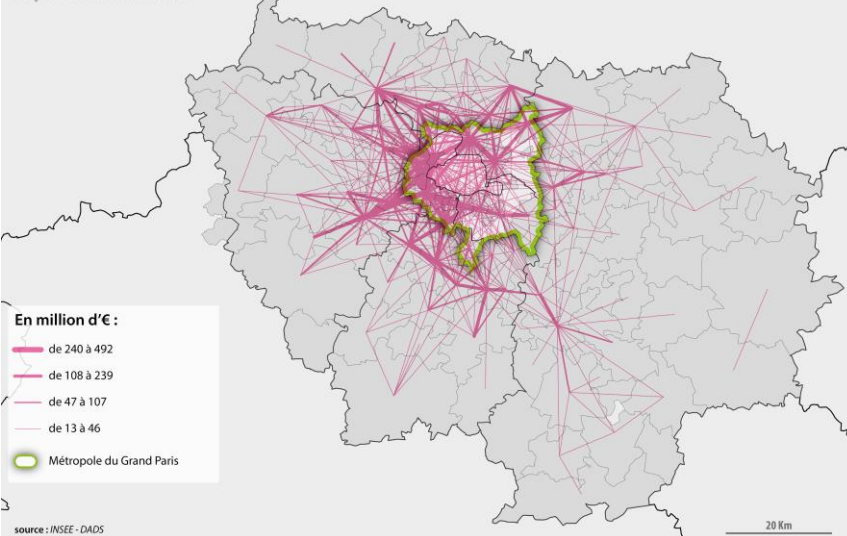 En million d'€ :
de 240 à 492
de 108 à 239
de 47 à 107
de 13 à 46
Métropole du Grand Paris
source : INSEE - DADS
20 Km